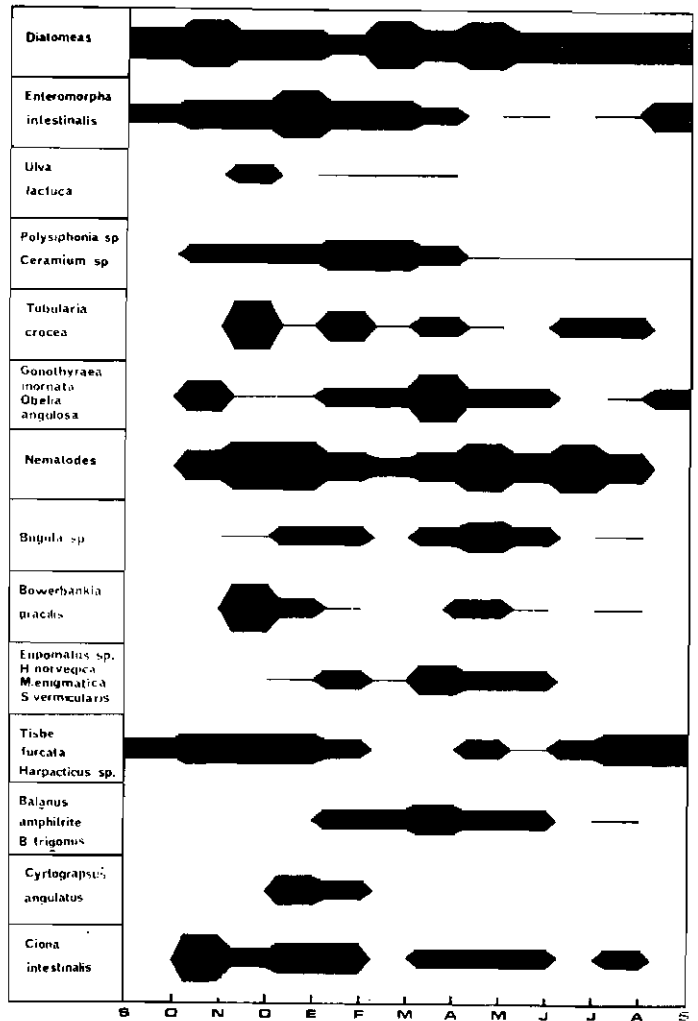 Diatomeas
Enteromorpha
intestinalis
Ulva
lactuca
Polysiphonia sp
Ceramium sp
Tubularia
crocea
Gonothyraea
inornata
Obelia
angulosa
Nematodes
Bugula sp
Bowerbankia
gracilis
Eupomatus sp.
H norvegica
M.enigmatica
S vermicularis
Tisbe
furcata
Harpacticus sp.
Balanus
amphitrite
B trigonus
Cyrtograpsus
angulatus
Ciona
intestinalis
S O N D E F M A M J J A S